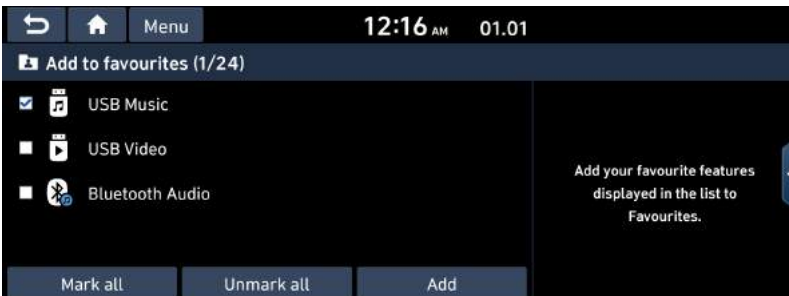 Menu 12:16 AM 01.01
Add to favourites (1/24)
USB Music
USB Video
Bluetooth Audio
Add your favourite features
displayed in the list to
Favourites.
Mark all Unmark all Add